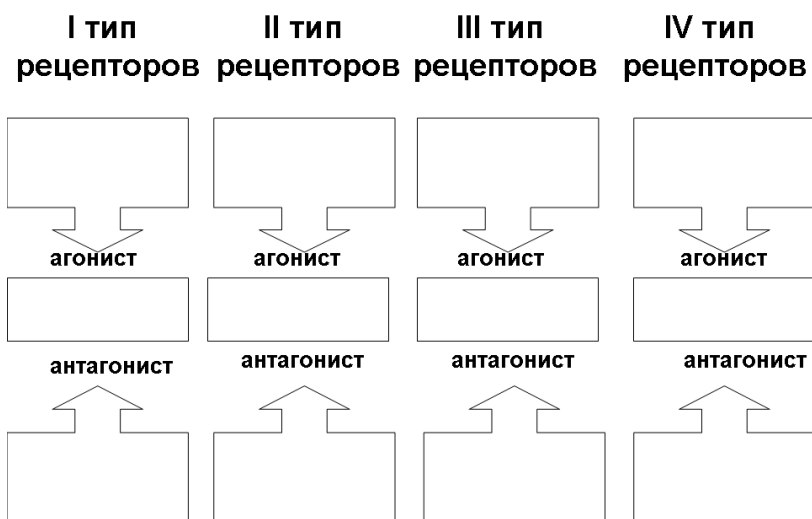 I тип рецепторов
II тип рецепторов
III тип рецепторов
IV тип рецепторов
агонист
агонист
агонист
агонист
антагонист
антагонист
антагонист
антагонист